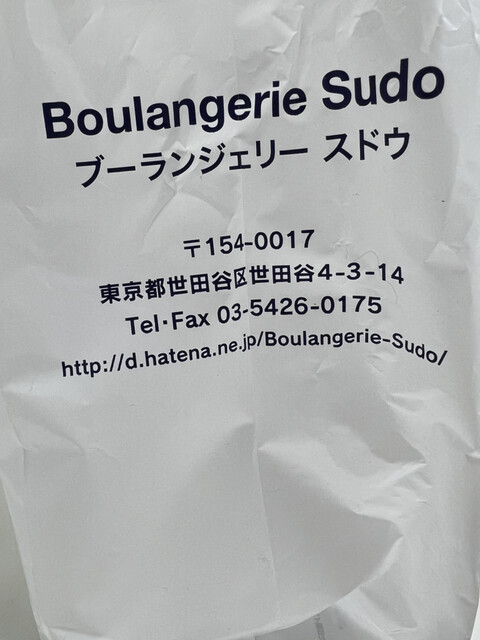 Boulangerie Sudo
ブーランジェリー スドウ
〒154-0017
東京都世田谷区世田谷4-3-14
Tel･Fax 03-5426-0175
http://d.hatena.ne.jp/Boulangerie-Sudo/